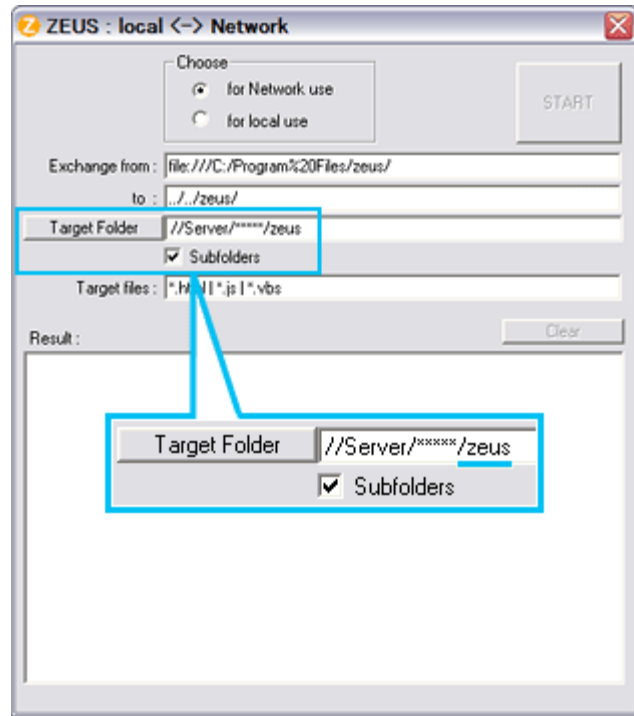 ZEUS : local <-> Network
Choose
for Network use
for local use
START
Exchange from : file:///C:/Program%20Files/zeus/
to : ../../zeus/
Target Folder //Server/*****/zeus
Subfolders
Target files : *.html | *.js | *.vbs
Result :
Clear
Target Folder //Server/*****/zeus
Subfolders